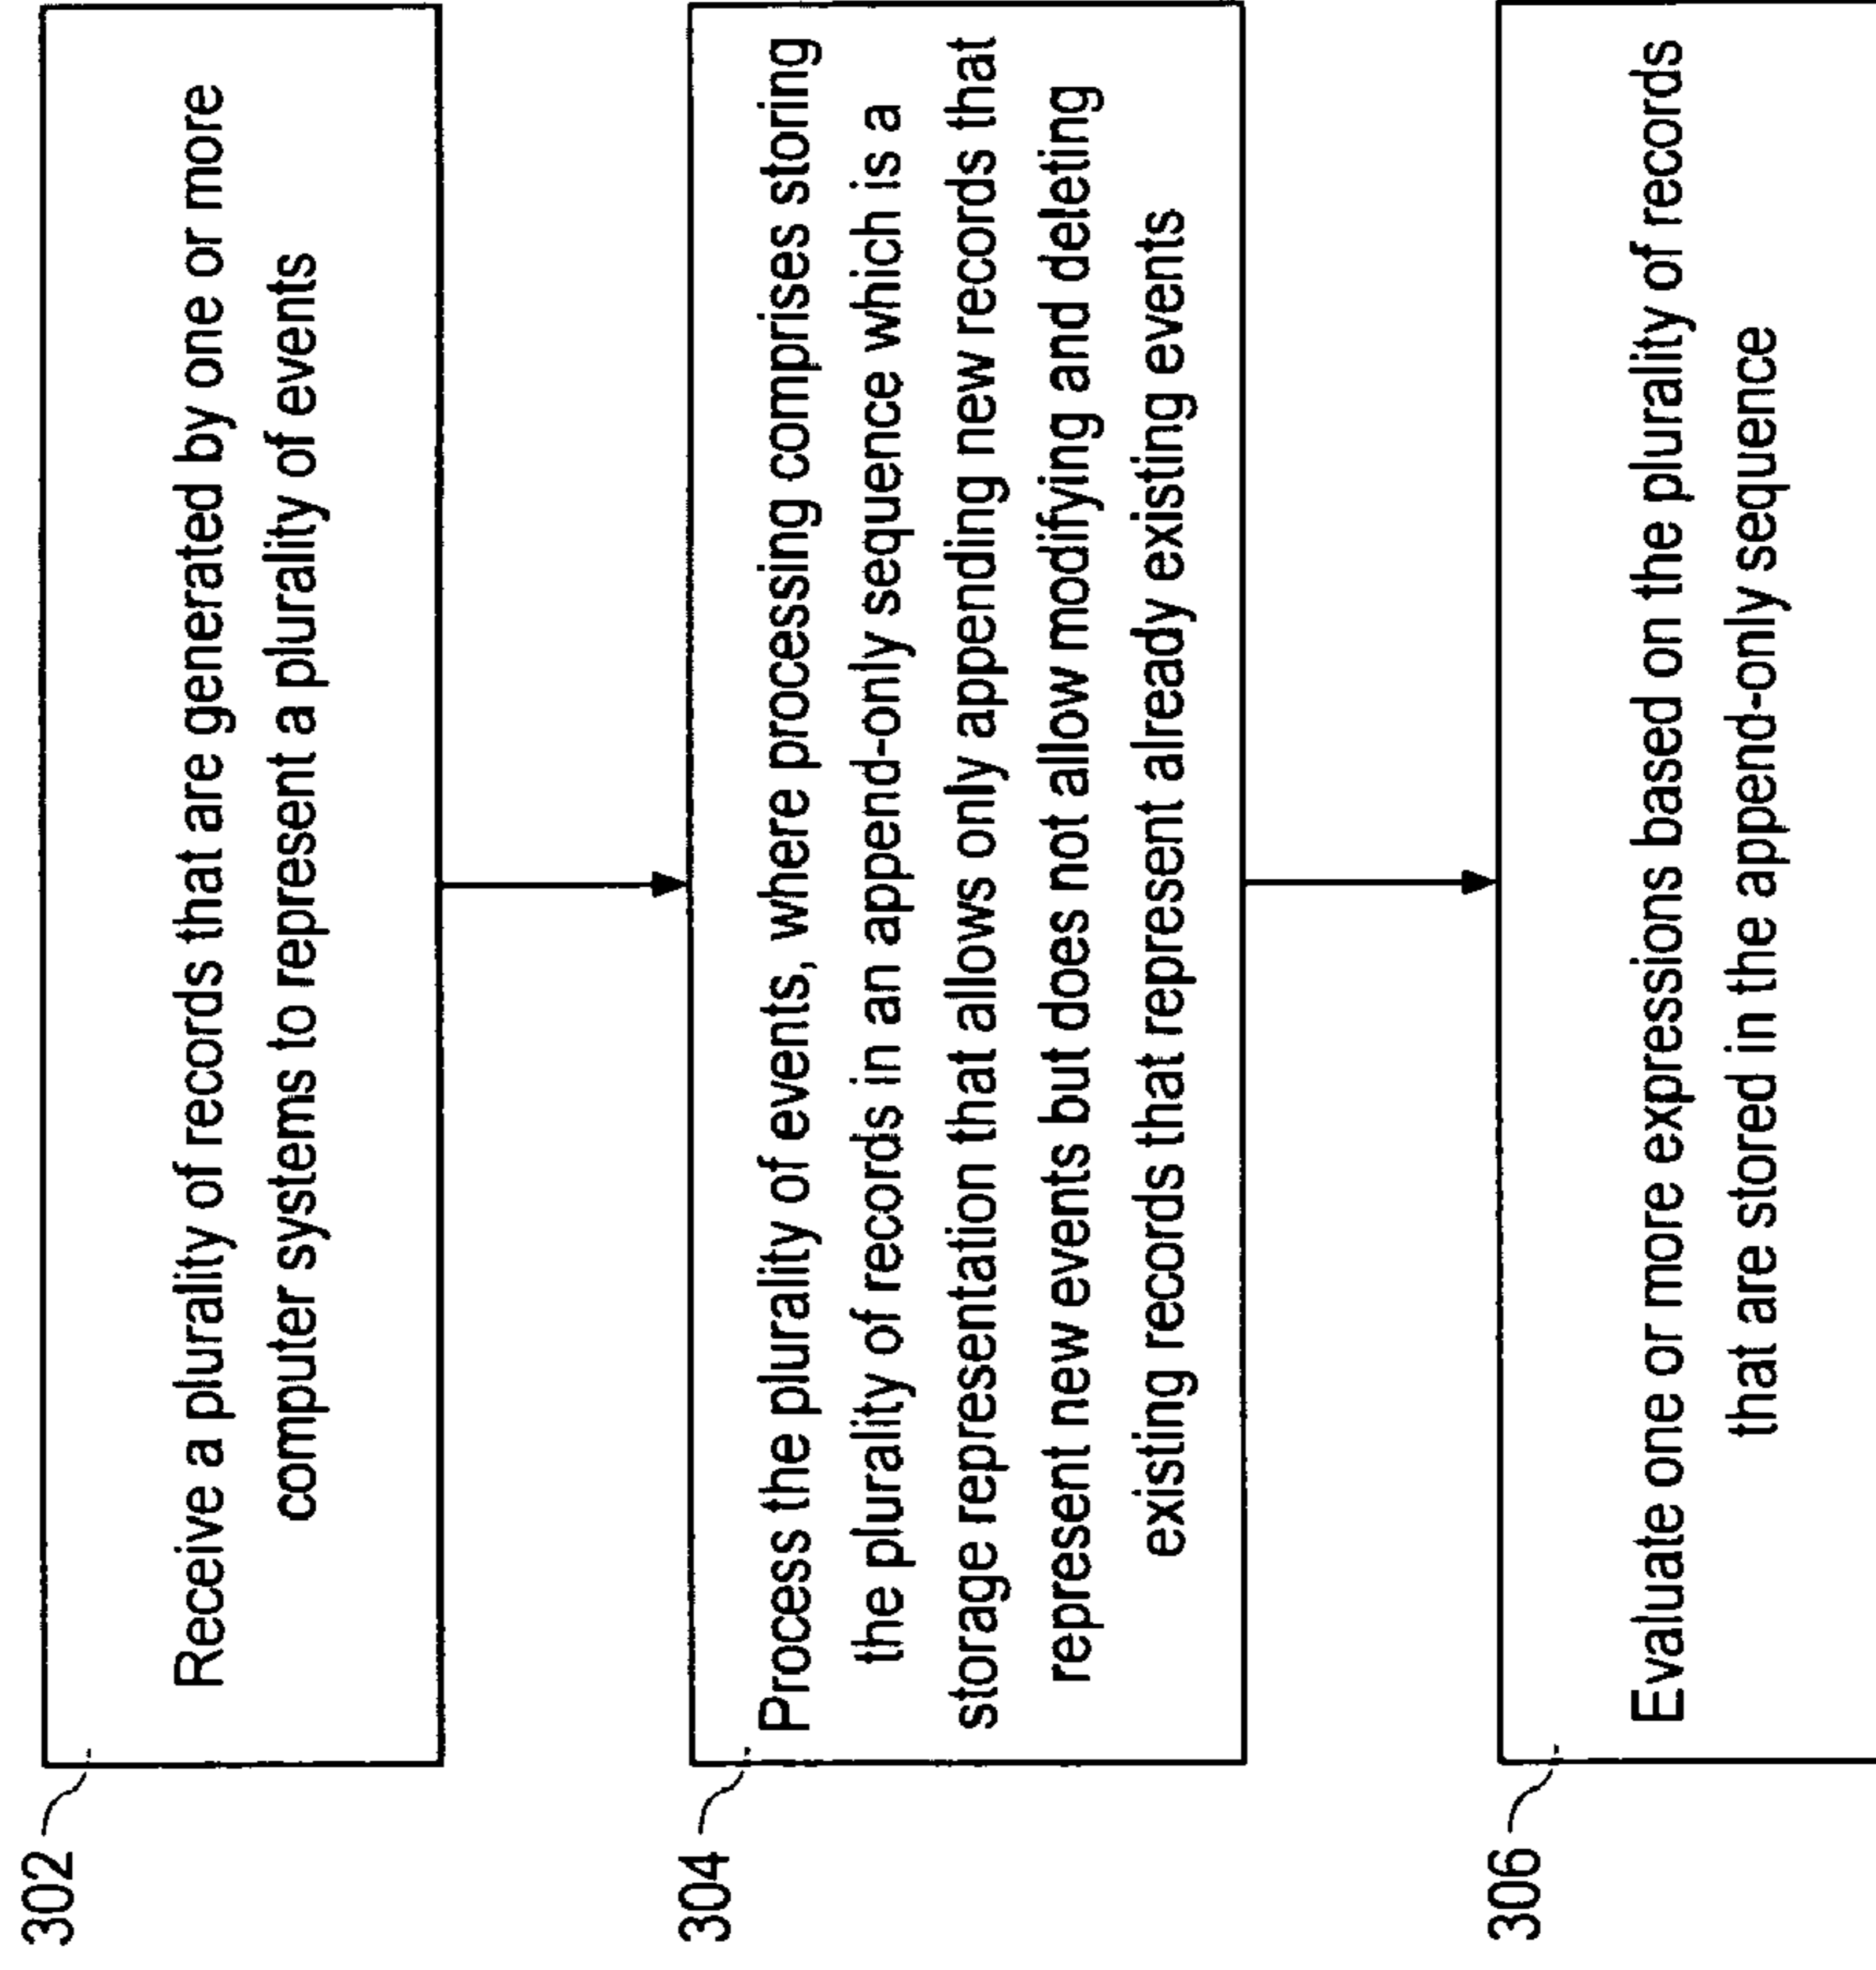 302
Receive a plurality of records that are generated by one or more
computer systems to represent a plurality of events
304
Process the plurality of events, where processing comprises storing
the plurality of records in an append-only sequence which is a
storage representation that allows only appending new records that
represent new events but does not allow modifying and deleting
existing records that represent already existing events
306
Evaluate one or more expressions based on the plurality of records
that are stored in the append-only sequence